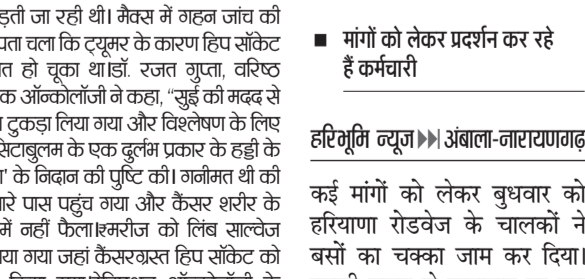 ड़ती जा रही थी। मैक्स में गहन जांच की
पता चला कि ट्यूमर के कारण हिप सॉकेट
त हो चूका था।डॉ. रजत गुप्ता, वरिष्ठ
क ऑन्कोलॉजी ने कहा, “सुई की मदद से
टुकड़ा लिया गया और विश्लेषण के लिए
सिटाबुलम के एक दुर्लभ प्रकार के हड्डी के
' के निदान की पुष्टि की। गनीमत थी की
ारे पास पहुंच गया और कैंसर शरीर के
में नहीं फैला।श्मरीज को लिंब साल्वेज
या गया जहां कैंसरग्रस्त हिप सॉकेट को
■ मांगों को लेकर प्रदर्शन कर रहे
हैं कर्मचारी
हरिभूमि न्यूज▶▶| अंबाला-नारायणगढ़
कई मांगों को लेकर बुधवार को
हरियाणा रोडवेज के चालकों ने
बसों का चक्का जाम कर दिया।